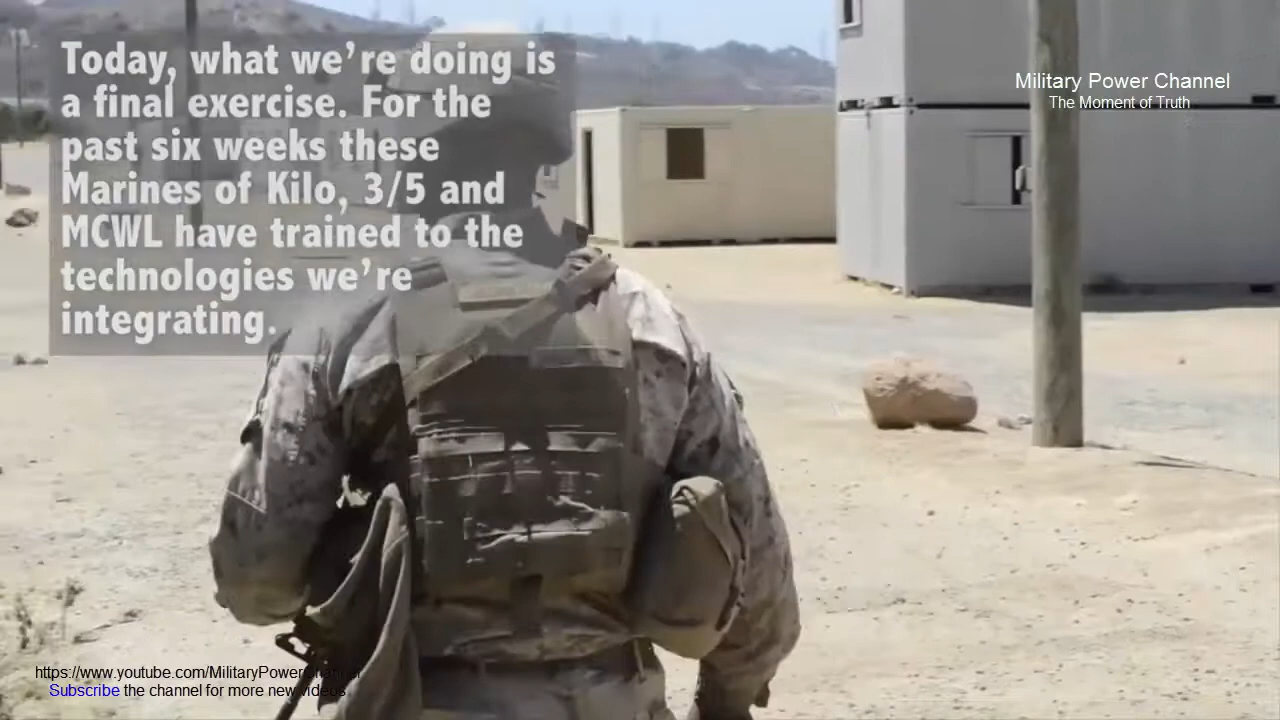 Today, what we're doing is
a final exercise. For the
past six weeks these
Marines of Kilo, 3/5 and
MCWL have trained to the
technologies we're
integrating.
Military Power Channel
The Moment of Truth
https://www.youtube.com/MilitaryPowerChannel
Subscribe the channel for more new videos